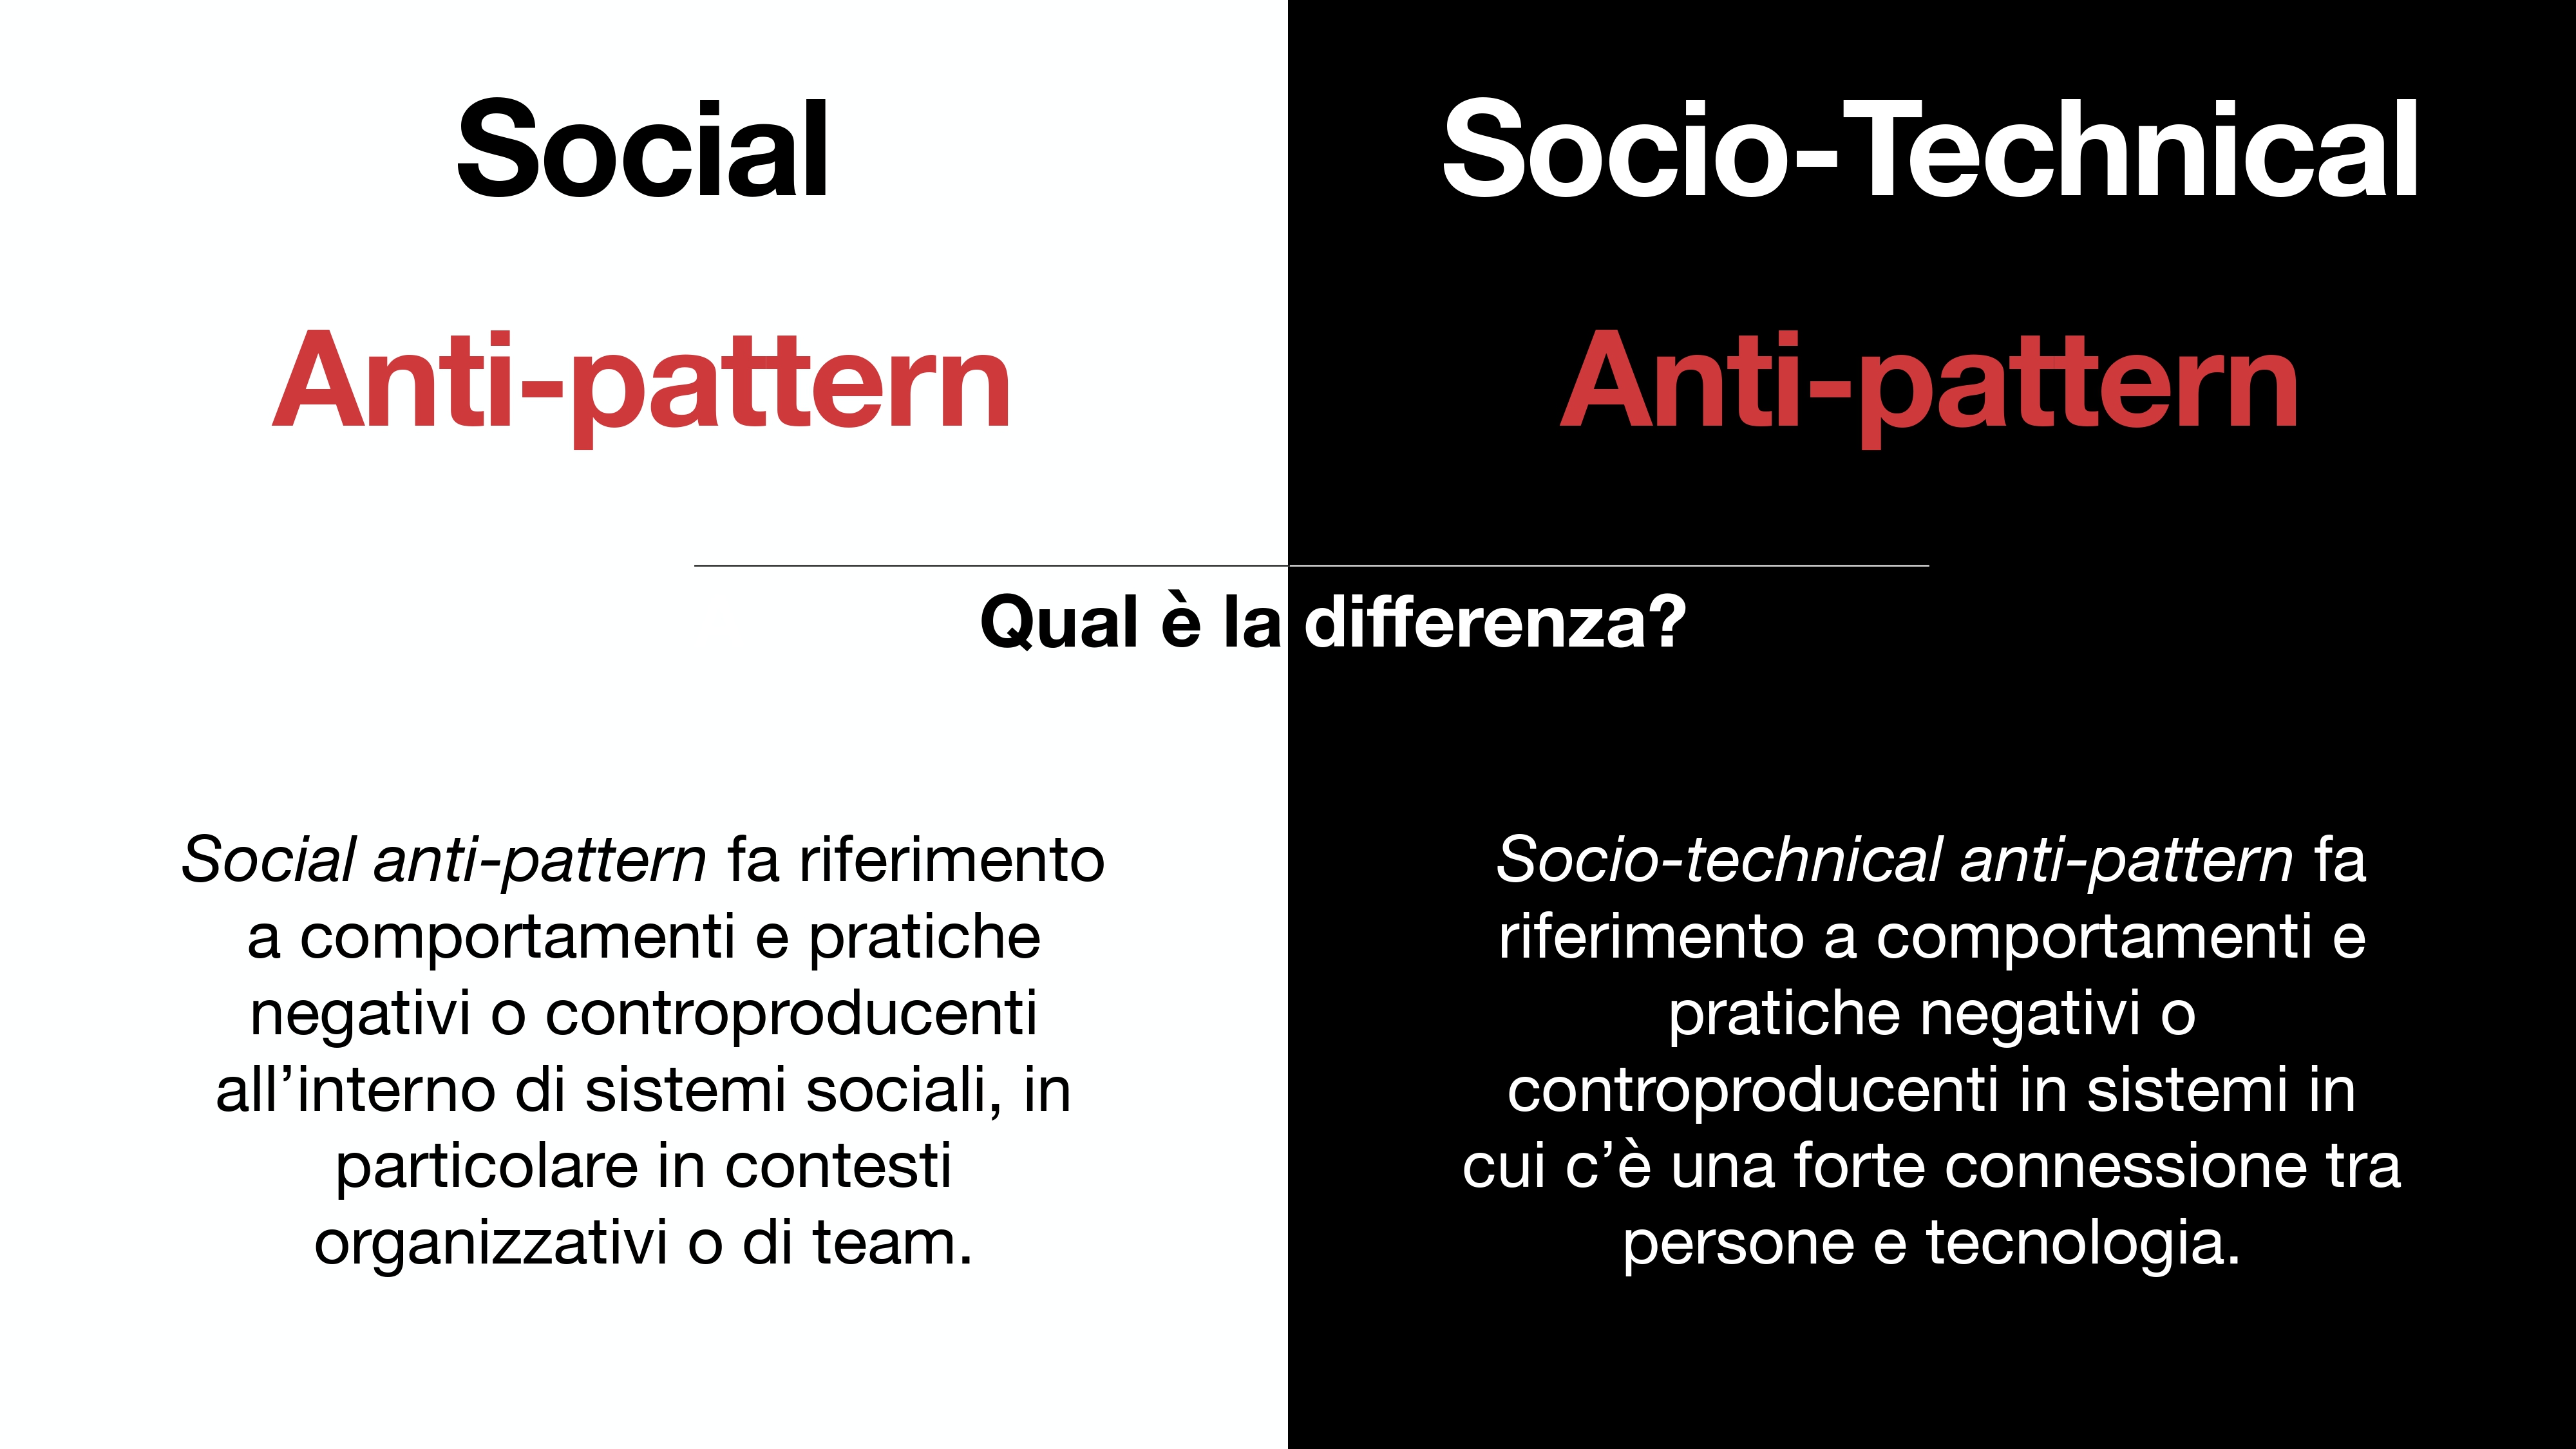 Social
Anti-pattern
Socio-Technical
Anti-pattern
Qual è la differenza?
Social anti-pattern fa riferimento
a comportamenti e pratiche
negativi o controproducenti
all’interno di sistemi sociali, in
particolare in contesti
organizzativi o di team.
Socio-technical anti-pattern fa
riferimento a comportamenti e
pratiche negativi o
controproducenti in sistemi in
cui c’è una forte connessione tra
persone e tecnologia.